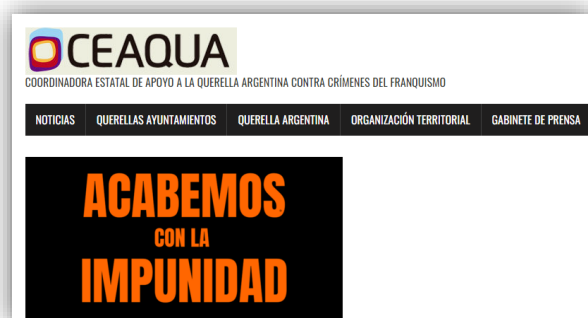 CEAQUA
COORDINADORA ESTATAL DE APOYO A LA QUERELLA ARGENTINA CONTRA CRÍMENES DEL FRANQUISMO
NOTICIAS QUERELLAS AYUNTAMIENTOS QUERELLA ARGENTINA ORGANIZACIÓN TERRITORIAL GABINETE DE PRENSA
ACABEMOS
CON LA
IMPUNIDAD